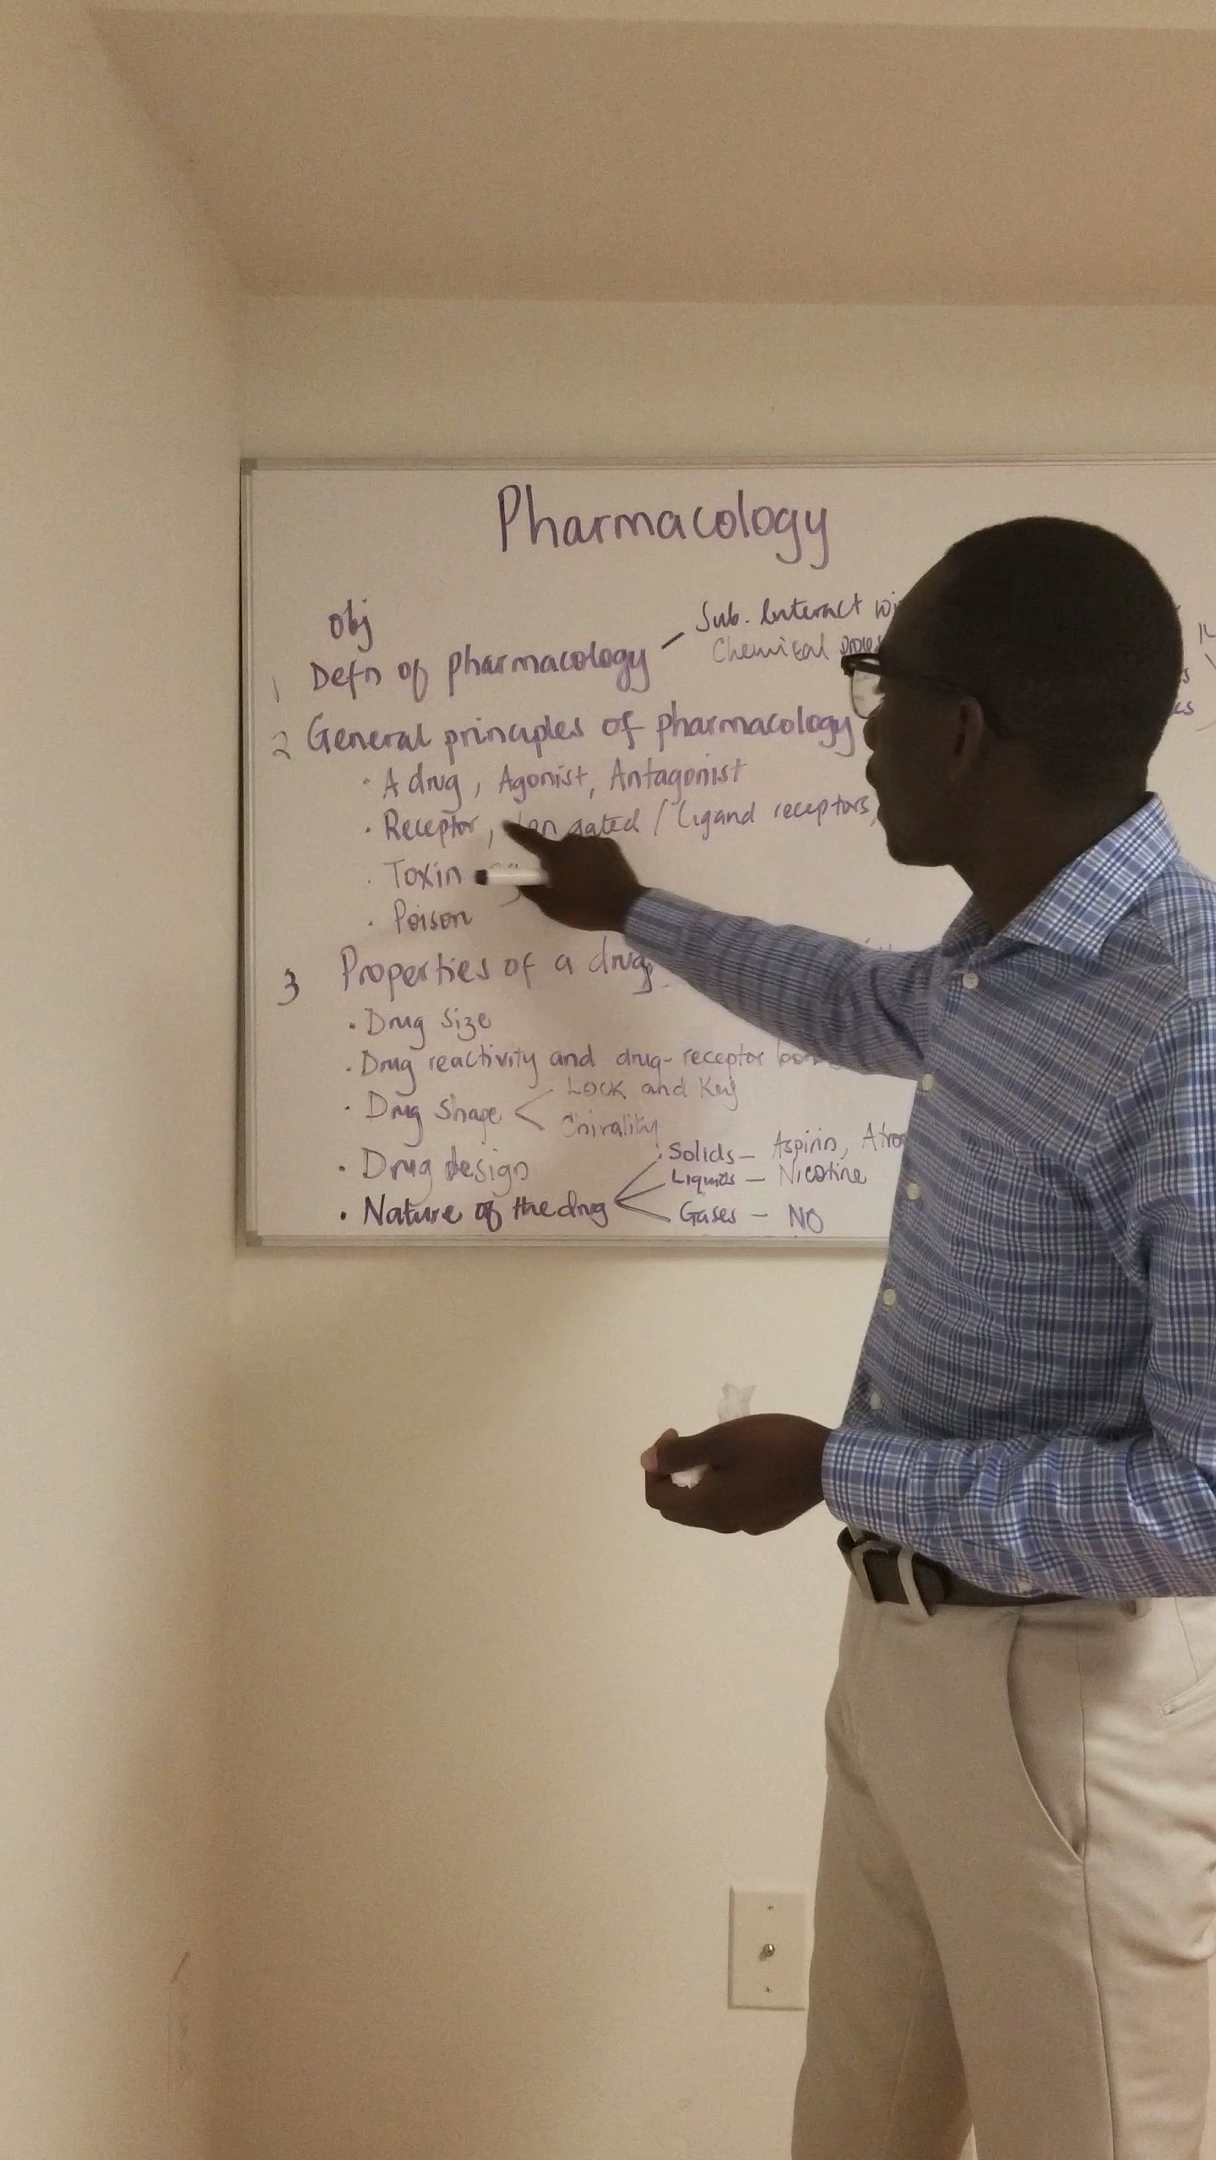 Pharmacology
obj
1 Defn of pharmacology – Sub. Interact
Chemical
2 General principles of pharmacology
· A drug, Agonist, Antagonist
· Receptor, Ion gated / Ligand receptors,
· Toxin
· Poison
3 Properties of a drug
· Drug Size
· Drug reactivity and drug-receptor
· Drug Shape < Lock and Key
Chirality
· Drug design
Solids – Aspirin,
Liquids – Nicotine
· Nature of the drug
Gases – NO